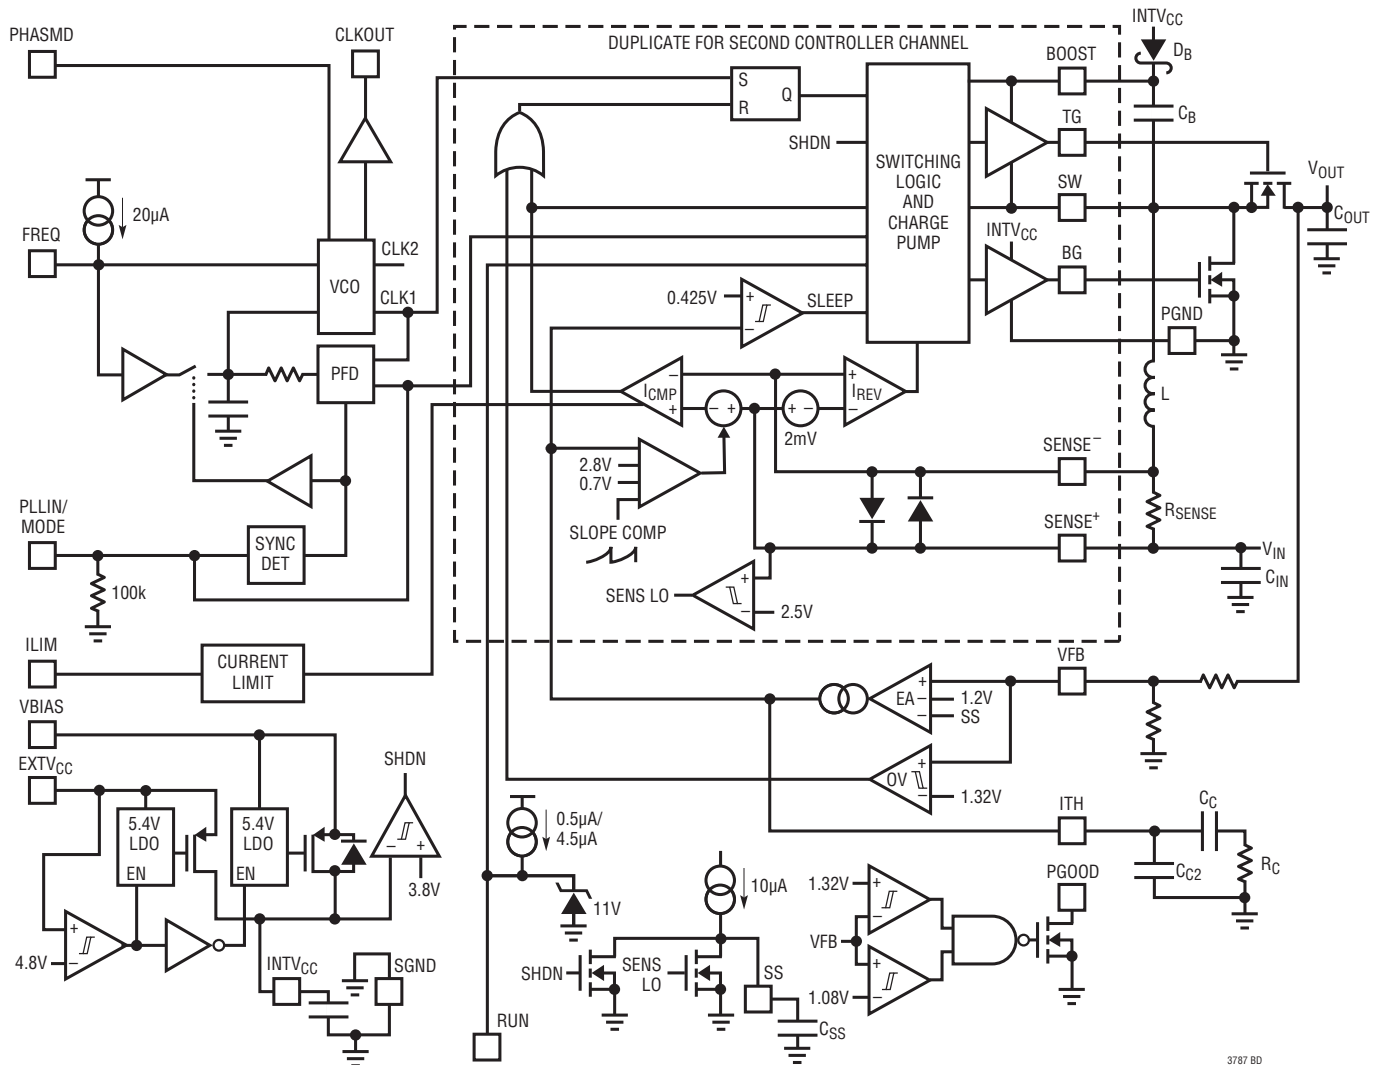 PHASMD
CLKOUT
DUPLICATE FOR SECOND CONTROLLER CHANNEL
INTVCC
DB
BOOST
CB
TG
SW
VOUT
COUT
INTVCC
BG
PGND
L
S
R
Q
SHDN
SWITCHING
LOGIC
AND
CHARGE
PUMP
20µA
FREQ
VCO
CLK2
CLK1
PFD
0.425V
+
−
SLEEP
ICMP
−
+
− +
+ −
2mV
IREV
+
−
2.8V
0.7V
SLOPE COMP
SENSE−
RSENSE
SENSE+
VIN
CIN
SENS LO
+
−
2.5V
PLLIN/
MODE
SYNC
DET
100k
ILIM
CURRENT
LIMIT
VFB
EA
+
−
−
1.2V
SS
OV
+
−
1.32V
VBIAS
EXTVCC
SHDN
5.4V
LDO
EN
5.4V
LDO
EN
−
+
3.8V
+
−
4.8V
INTVCC
SGND
0.5µA/
4.5µA
11V
RUN
10µA
SHDN
SENS
LO
SS
CSS
ITH
CC
CC2
RC
PGOOD
1.32V
+
−
VFB
+
−
1.08V
3787 BD